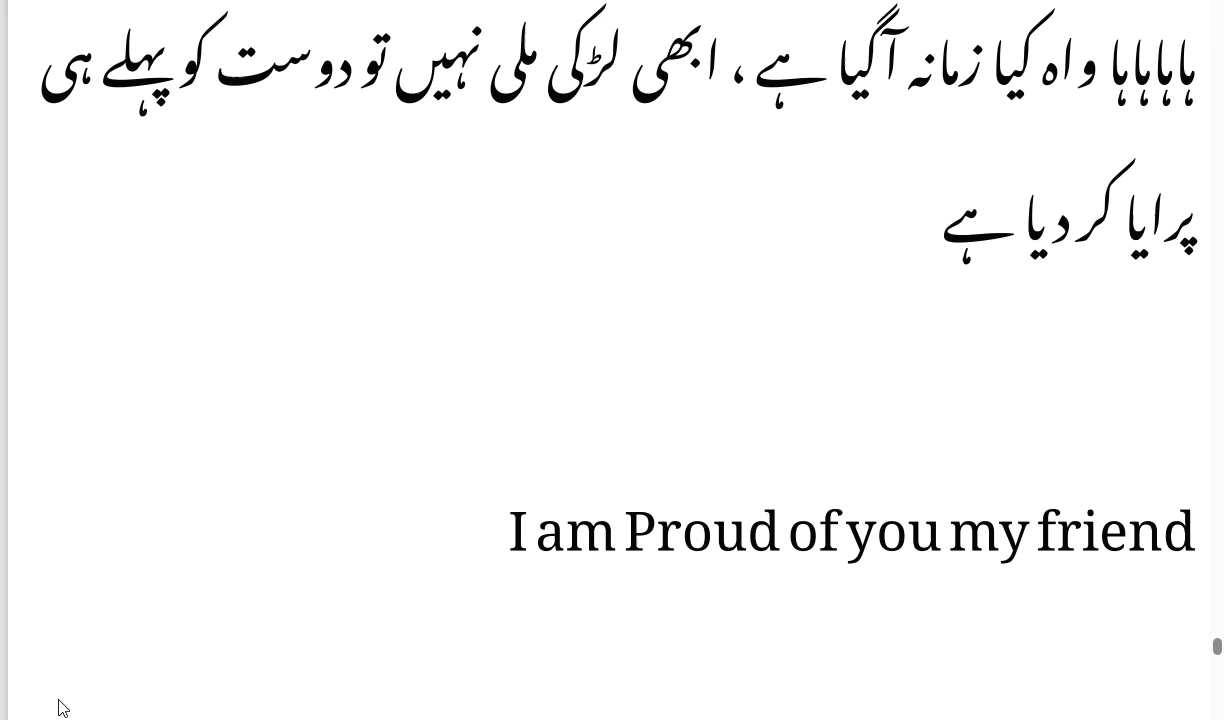 ہاہاہاہا واہ کیا زمانہ آگیا ہے ، ابھی لڑکی ملی نہیں تو دوست کو پہلے ہی
پرایا کر دیا ہے
I am Proud of you my friend